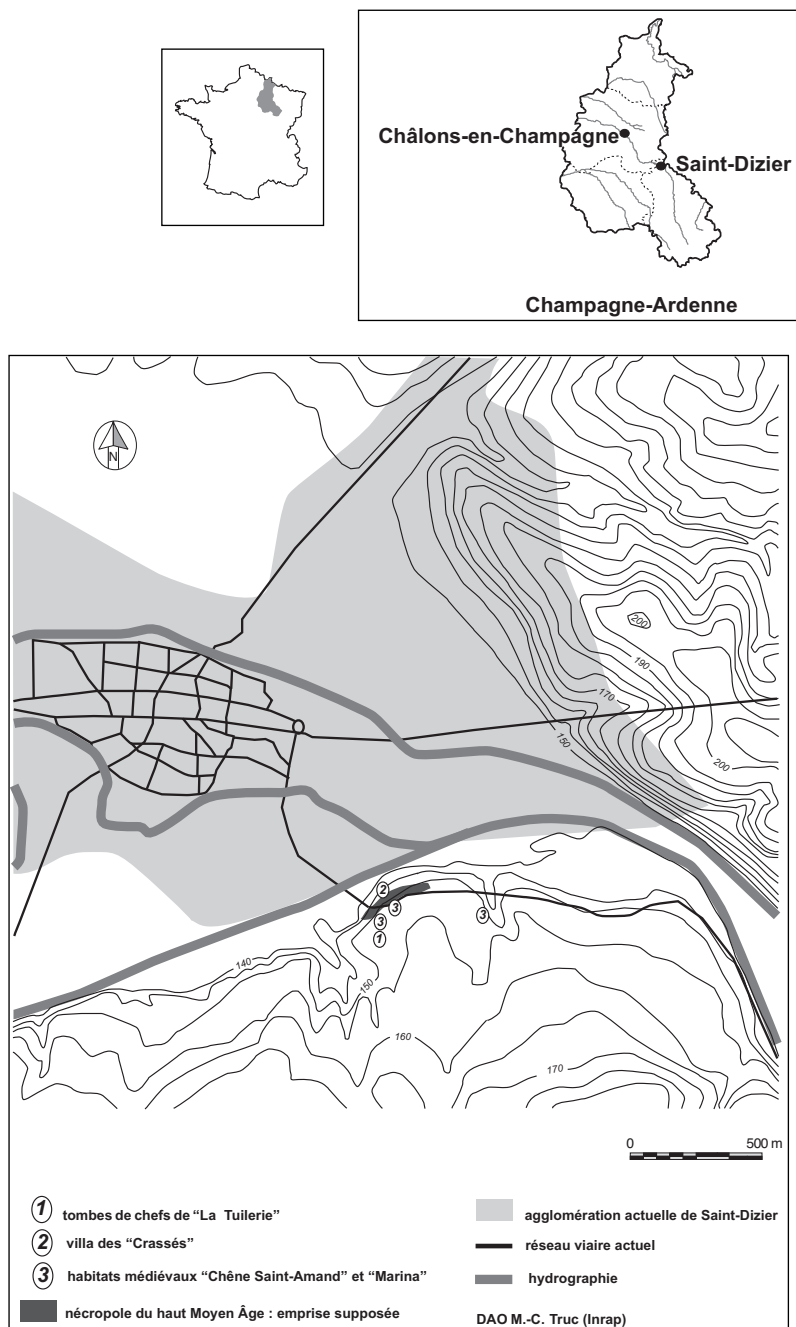 Châlons-en-Champagne
Saint-Dizier
Champagne-Ardenne
N
200
190
170
150
200
2
3
3
3
1
140
150
160
170
0 500 m
1 tombes de chefs de “La Tuilerie”
2 villa des “Crassés”
3 habitats médiévaux “Chêne Saint-Amand” et “Marina”
nécropole du haut Moyen Âge : emprise supposée
agglomération actuelle de Saint-Dizier
réseau viaire actuel
hydrographie
DAO M.-C. Truc (Inrap)